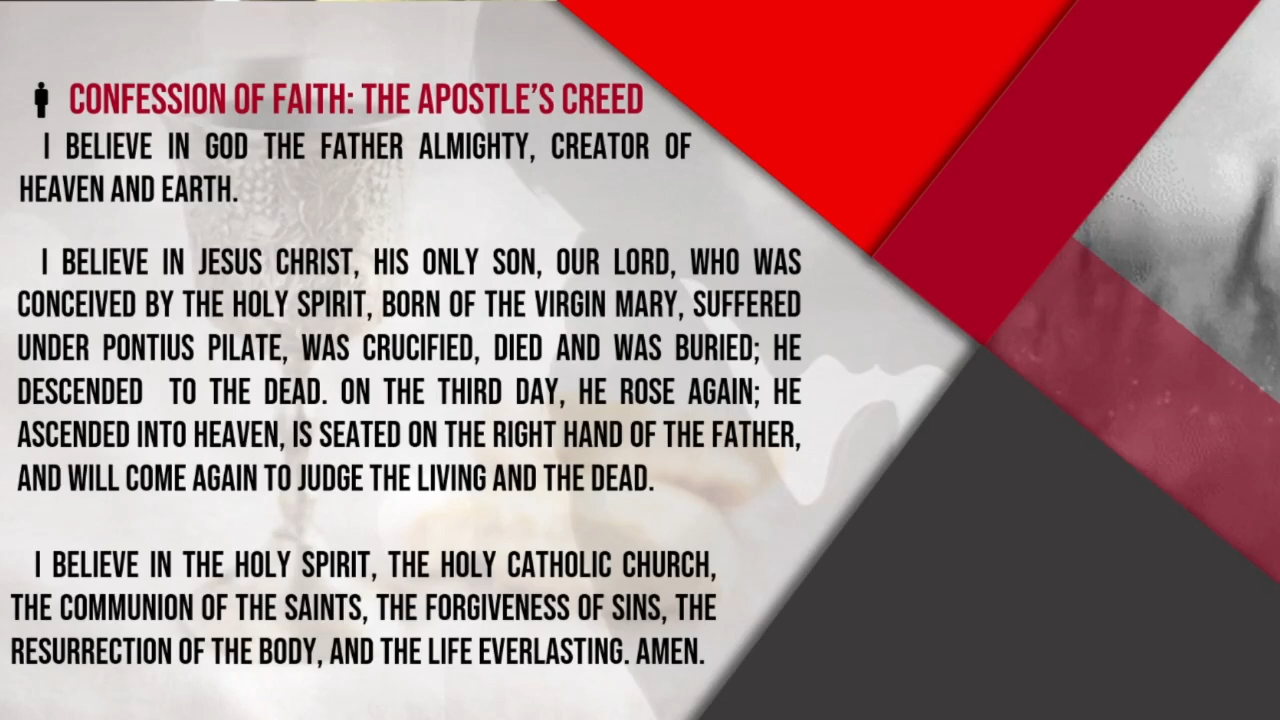 CONFESSION OF FAITH: THE APOSTLE'S CREED
I BELIEVE IN GOD THE FATHER ALMIGHTY, CREATOR OF
HEAVEN AND EARTH.
I BELIEVE IN JESUS CHRIST, HIS ONLY SON, OUR LORD, WHO WAS
CONCEIVED BY THE HOLY SPIRIT, BORN OF THE VIRGIN MARY, SUFFERED
UNDER PONTIUS PILATE, WAS CRUCIFIED, DIED AND WAS BURIED; HE
DESCENDED TO THE DEAD. ON THE THIRD DAY, HE ROSE AGAIN; HE
ASCENDED INTO HEAVEN, IS SEATED ON THE RIGHT HAND OF THE FATHER,
AND WILL COME AGAIN TO JUDGE THE LIVING AND THE DEAD.
I BELIEVE IN THE HOLY SPIRIT, THE HOLY CATHOLIC CHURCH,
THE COMMUNION OF THE SAINTS, THE FORGIVENESS OF SINS, THE
RESURRECTION OF THE BODY, AND THE LIFE EVERLASTING. AMEN.